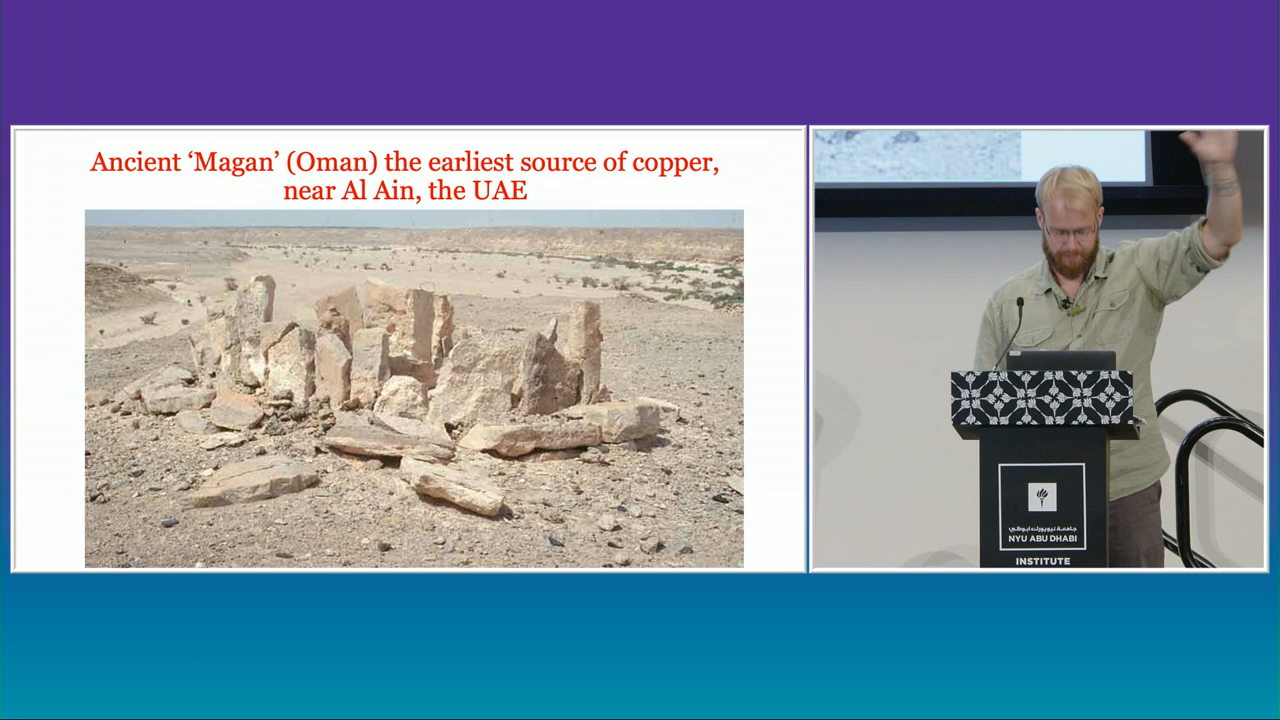 Ancient ‘Magan’ (Oman) the earliest source of copper,
near Al Ain, the UAE
جامعة نيويورك أبوظبي
NYU ABU DHABI
INSTITUTE